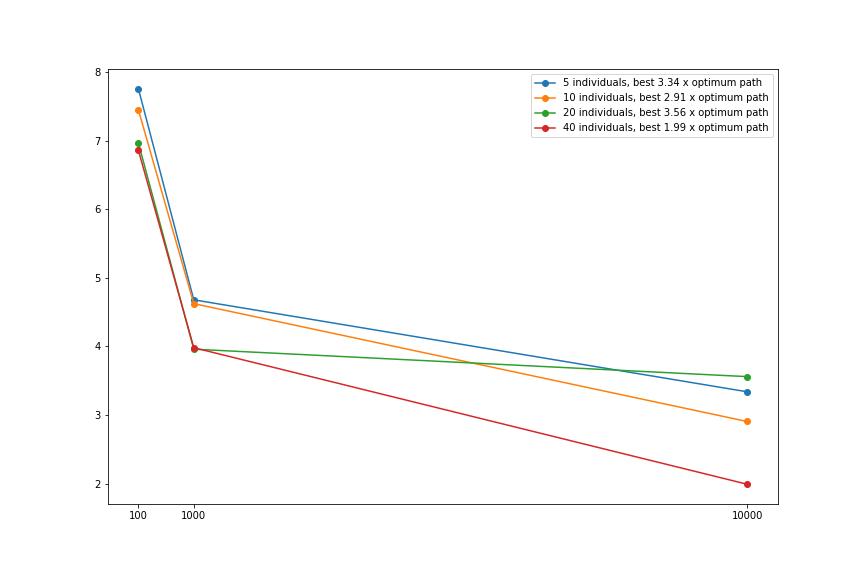 8
7
6
5
4
3
2
100 1000 10000
5 individuals, best 3.34 x optimum path
10 individuals, best 2.91 x optimum path
20 individuals, best 3.56 x optimum path
40 individuals, best 1.99 x optimum path